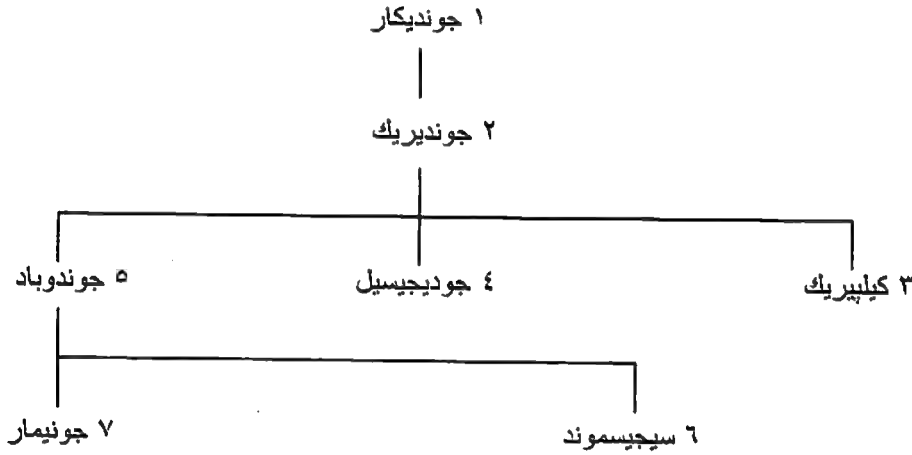 ١ جونديكار
٢ جونديريك
٣ كيلبيريك
٤ جوديجيسيل
٥ جوندوباد
٦ سيجيسموند
٧ جونيمار